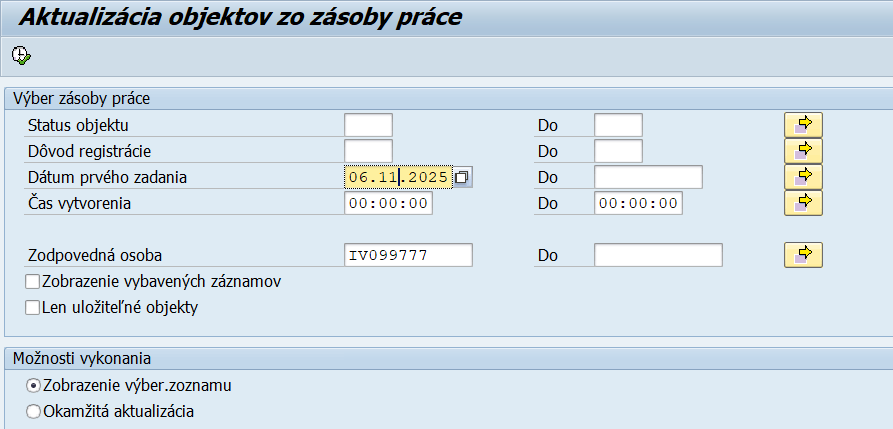 Aktualizácia objektov zo zásoby práce
Výber zásoby práce
Status objektu Do
Dôvod registrácie Do
Dátum prvého zadania 06.11.2025 Do
Čas vytvorenia 00:00:00 Do 00:00:00
Zodpovedná osoba IV099777 Do
Zobrazenie vybavených záznamov
Len uložiteľné objekty
Možnosti vykonania
Zobrazenie výber.zoznamu
Okamžitá aktualizácia